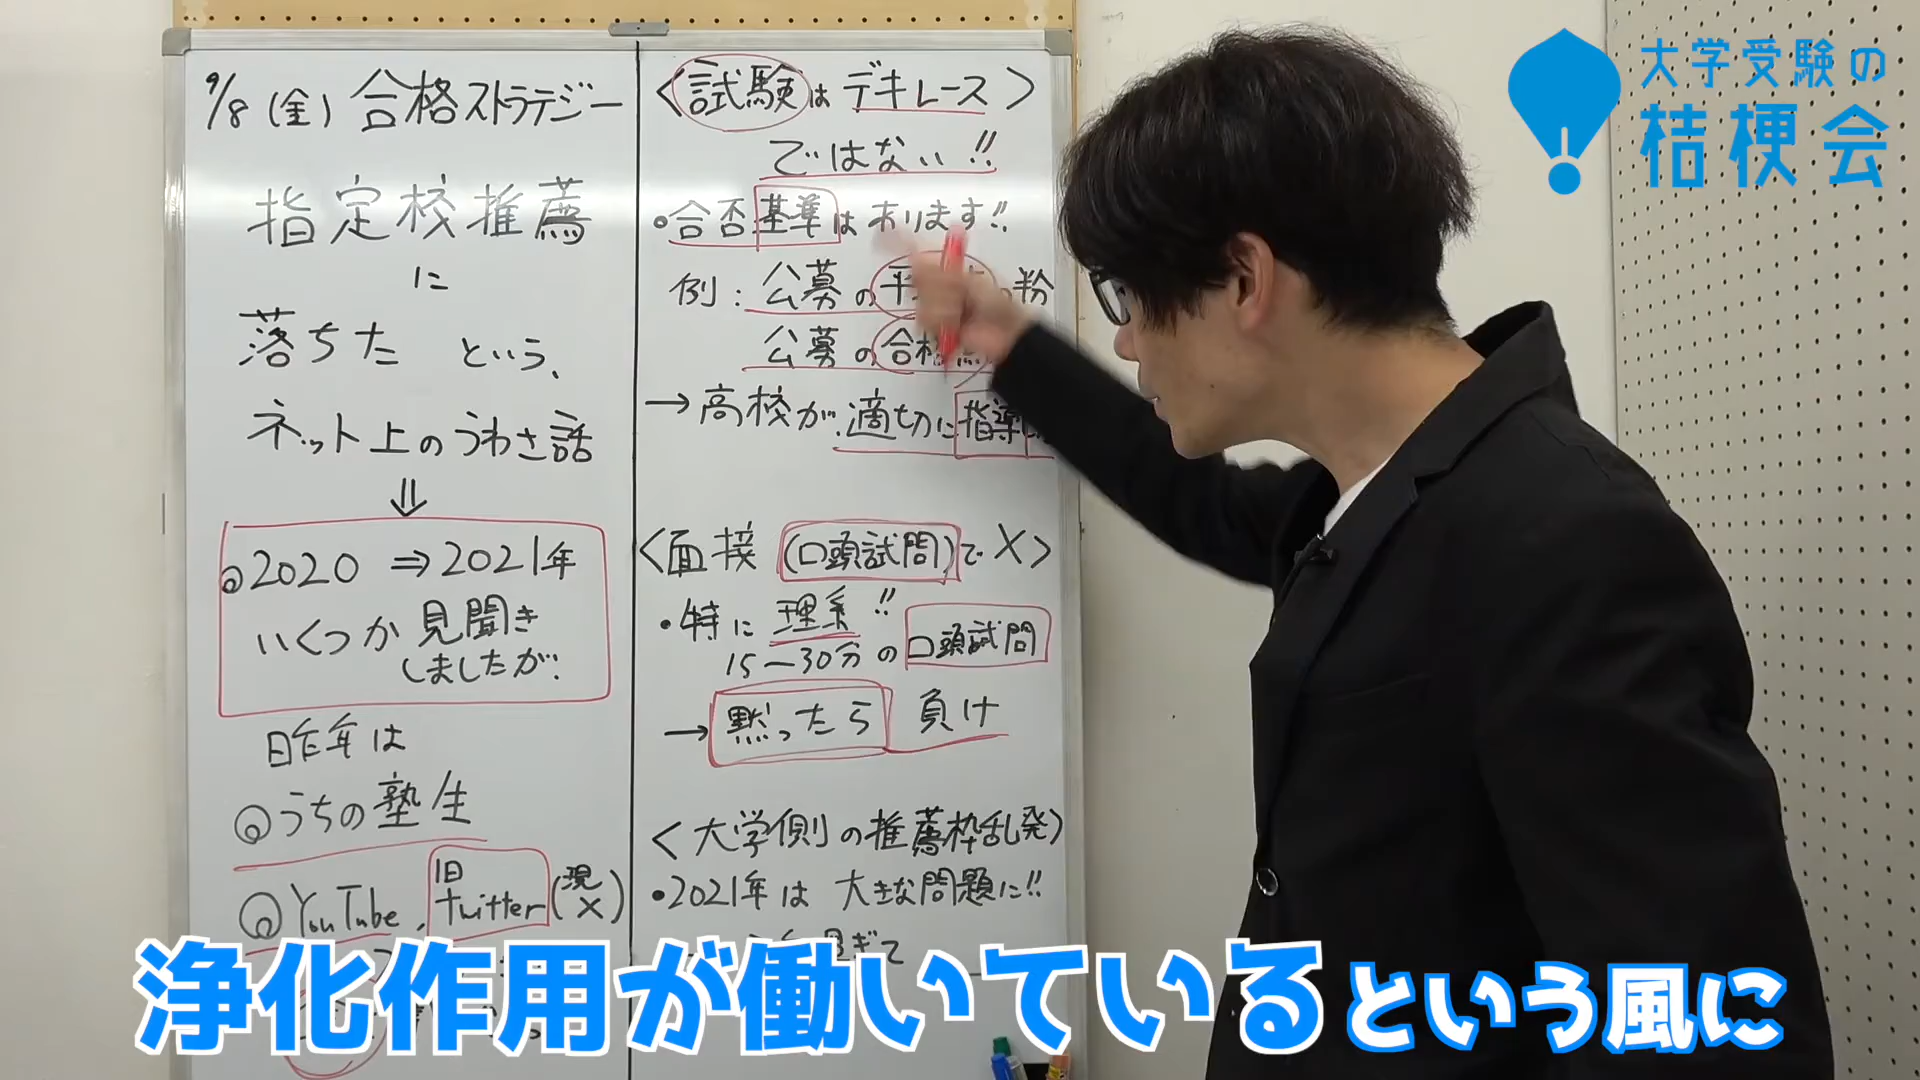 9/8(金) 合格ストラテジー
指定校推薦
に
落ちた という、
ネット上のうわさ話
⇓
2020 ⇒ 2021年
いくつか見聞き
しましたが、
昨年は
うちの塾生
YouTube, 旧twitter(現X)
<試験はデキレース>
ではない!!
・合否基準はあります!!
例:公募の平 の 粉
公募の合格
→高校が、適切に指導
<面接(口頭試問)で X>
・特に理系!!
15-30分の口頭試問
→黙ったら 負け
<大学側の推薦枠乱発>
・2021年は 大きな問題に!!
ぎて
大学受験の
桔梗会
浄化作用が働いているという風に